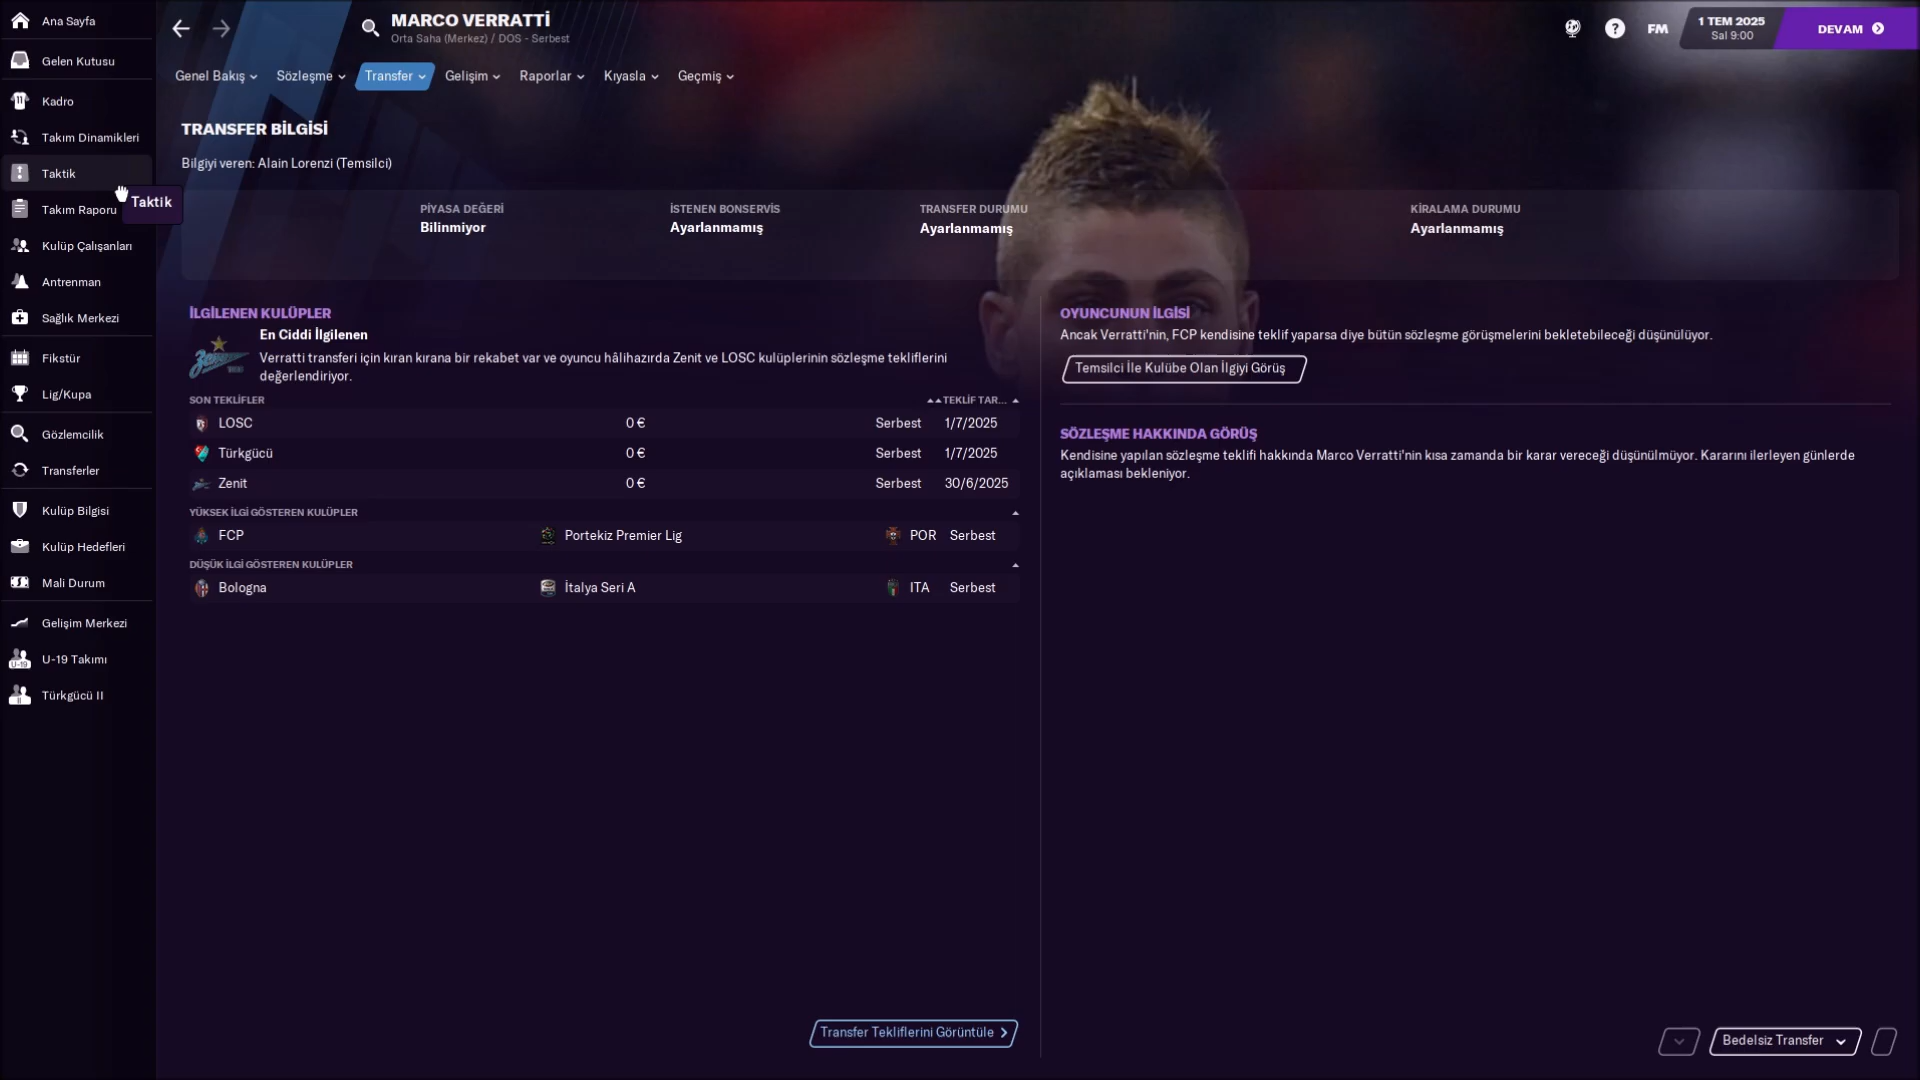 Ana Sayfa
Gelen Kutusu
Kadro
Takım Dinamikleri
Taktik
Takım Raporu
Kulüp Çalışanları
Antrenman
Sağlık Merkezi
Fikstür
Lig/Kupa
Gözlemcilik
Transferler
Kulüp Bilgisi
Kulüp Hedefleri
Mali Durum
Gelişim Merkezi
U-19 Takımı
Türkgücü II
Taktik
MARCO VERRATTİ
Orta Saha (Merkez) / DOS - Serbest
FM
1 TEM 2025
Sal 9:00
DEVAM
Genel Bakış Sözleşme Transfer Gelişim Raporlar Kıyasla Geçmiş
TRANSFER BİLGİSİ
Bilgiyi veren: Alain Lorenzi (Temsilci)
PİYASA DEĞERİ İSTENEN BONSERVİS TRANSFER DURUMU KİRALAMA DURUMU
Bilinmiyor Ayarlanmamış Ayarlanmamış Ayarlanmamış
İLGİLENEN KULÜPLER
En Ciddi İlgilenen
Verratti transferi için kıran kırana bir rekabet var ve oyuncu hâlihazırda Zenit ve LOSC kulüplerinin sözleşme tekliflerini
değerlendiriyor.
SON TEKLİFLER TEKLİF TAR...
LOSC 0 € Serbest 1/7/2025
Türkgücü 0 € Serbest 1/7/2025
Zenit 0 € Serbest 30/6/2025
YÜKSEK İLGİ GÖSTEREN KULÜPLER
FCP Portekiz Premier Lig POR Serbest
DÜŞÜK İLGİ GÖSTEREN KULÜPLER
Bologna İtalya Seri A ITA Serbest
OYUNCUNUN İLGİSİ
Ancak Verratti'nin, FCP kendisine teklif yaparsa diye bütün sözleşme görüşmelerini bekletebileceği düşünülüyor.
Temsilci İle Kulübe Olan İlgiyi Görüş
SÖZLEŞME HAKKINDA GÖRÜŞ
Kendisine yapılan sözleşme teklifi hakkında Marco Verratti'nin kısa zamanda bir karar vereceği düşünülmüyor. Kararını ilerleyen günlerde
açıklaması bekleniyor.
Transfer Tekliflerini Görüntüle
Bedelsiz Transfer